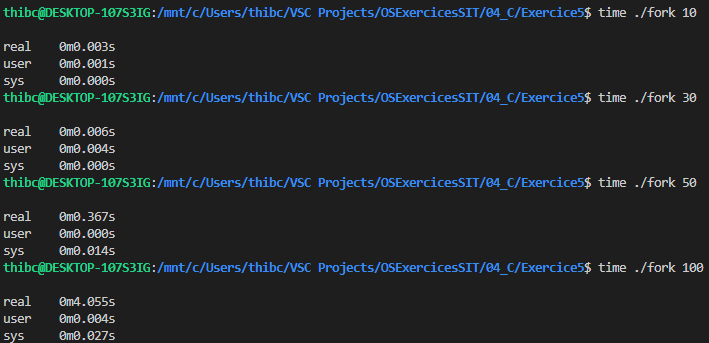 thibc@DESKTOP-107S3IG:/mnt/c/Users/thibc/VSC Projects/OSExercicesSIT/04_C/Exercice5$ time ./fork 10
real 0m0.003s
user 0m0.001s
sys 0m0.000s
thibc@DESKTOP-107S3IG:/mnt/c/Users/thibc/VSC Projects/OSExercicesSIT/04_C/Exercice5$ time ./fork 30
real 0m0.006s
user 0m0.004s
sys 0m0.000s
thibc@DESKTOP-107S3IG:/mnt/c/Users/thibc/VSC Projects/OSExercicesSIT/04_C/Exercice5$ time ./fork 50
real 0m0.367s
user 0m0.000s
sys 0m0.014s
thibc@DESKTOP-107S3IG:/mnt/c/Users/thibc/VSC Projects/OSExercicesSIT/04_C/Exercice5$ time ./fork 100
real 0m4.055s
user 0m0.004s
sys 0m0.027s